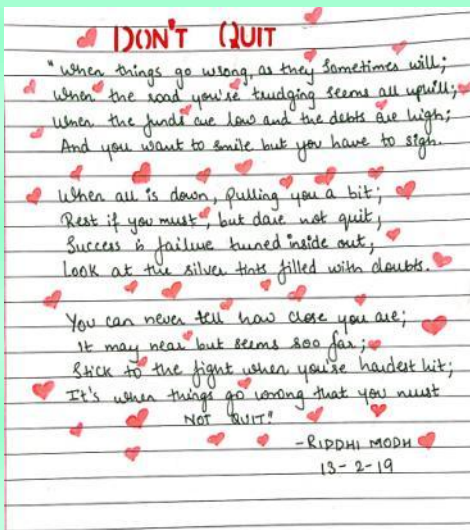 DON'T QUIT
"When things go wrong, as they sometimes will;
When the road you're trudging seems all uphill;
When the funds are low and the debts are high;
And you want to smile but you have to sigh.
When all is down, pulling you a bit;
Rest if you must, but dare not quit,
Success is failure turned inside out,
Look at the silver tints filled with doubts.
You can never tell how close you are;
It may near but seems soo far;
Stick to the fight when you're hardest hit;
It's when things go wrong that you must
NOT QUIT."
-RIDDHI MODH
13-2-19